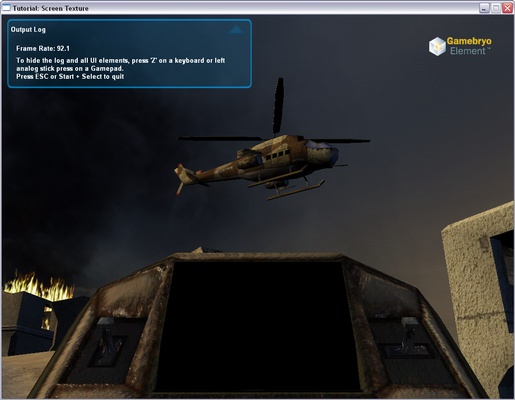 Tutorial: Screen Texture
Output Log
Frame Rate: 92.1
To hide the log and all UI elements, press 'Z' on a keyboard or left
analog stick press on a Gamepad.
Press ESC or Start + Select to quit
Gamebryo
Element™